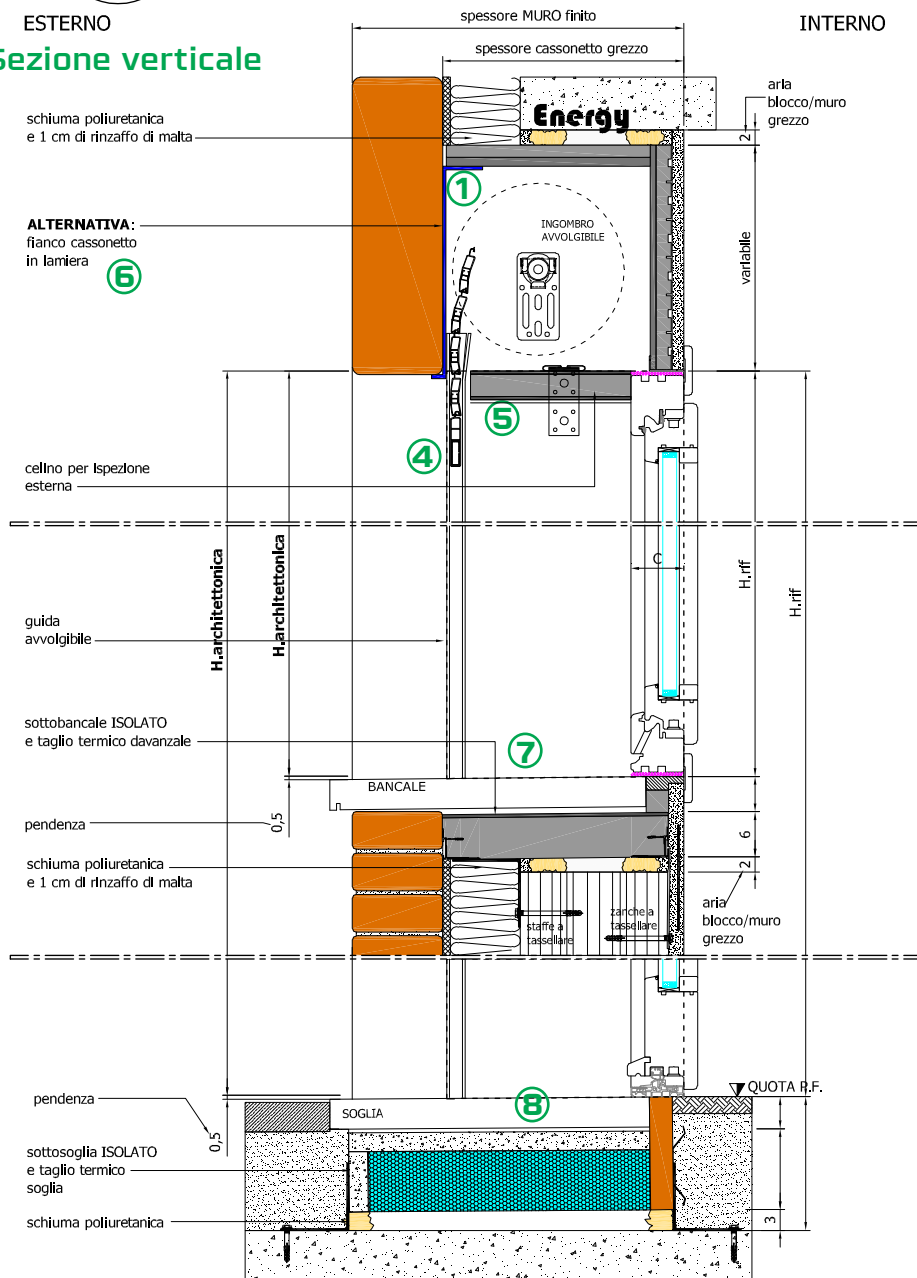 ESTERNO
spessore MURO finito
INTERNO
Sezione verticale
spessore cassonetto grezzo
schiuma poliuretanica
e 1 cm di rinzaffo di malta
Energy
aria
blocco/muro
grezzo
2
1
ALTERNATIVA:
fianco cassonetto
in lamiera
6
INGOMBRO
AVVOLGIBILE
variabile
5
4
celino per ispezione
esterna
H.architettonica
H.architettonica
C
H.rif
H.rif
guida
avvolgibile
sottobancale ISOLATO
e taglio termico davanzale
7
BANCALE
pendenza
0,5
6
schiuma poliuretanica
e 1 cm di rinzaffo di malta
2
staffe a
tassellare
zanche a
tassellare
aria
blocco/muro
grezzo
QUOTA R.F.
pendenza
SOGLIA
8
0,5
sottosoglia ISOLATO
e taglio termico
soglia
schiuma poliuretanica
3